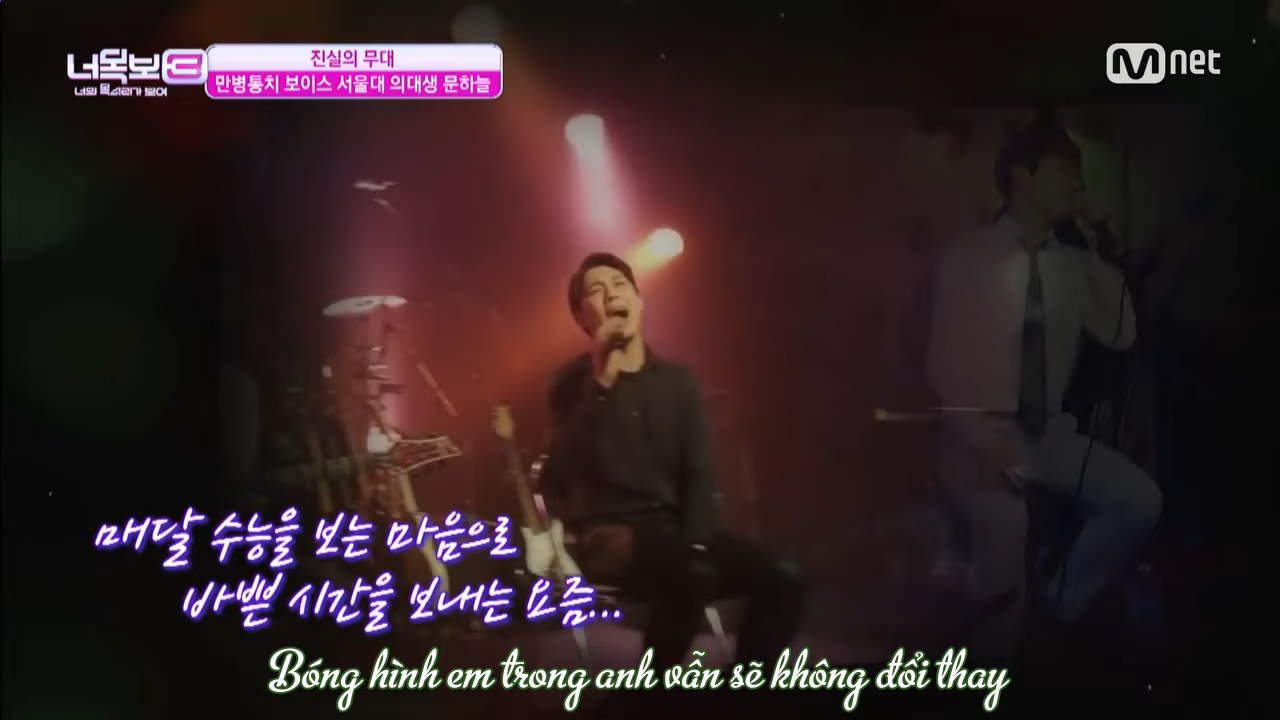 너목보3
너의 목소리가 보여
진실의 무대
만병통치 보이스 서울대 의대생 문하늘
Mnet
매달 수능을 보는 마음으로
바쁜 시간을 보내는 요즘...
Bóng hình em trong anh vẫn sẽ không đổi thay